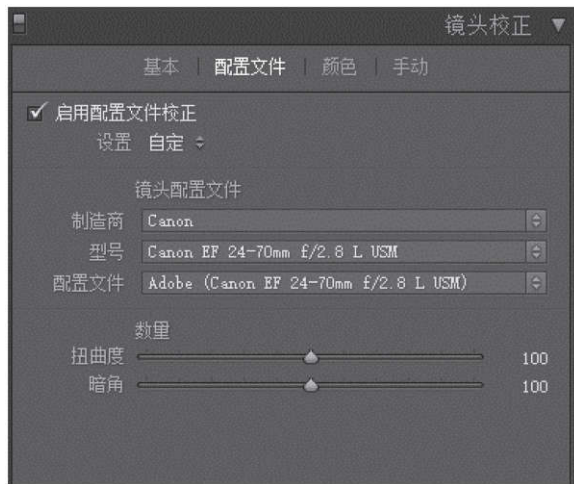 镜头校正
基本 | 配置文件 | 颜色 | 手动
启用配置文件校正
设置 自定
镜头配置文件
制造商 Canon
型号 Canon EF 24-70mm f/2.8 L USM
配置文件 Adobe (Canon EF 24-70mm f/2.8 L USM)
数量
扭曲度 100
暗角 100